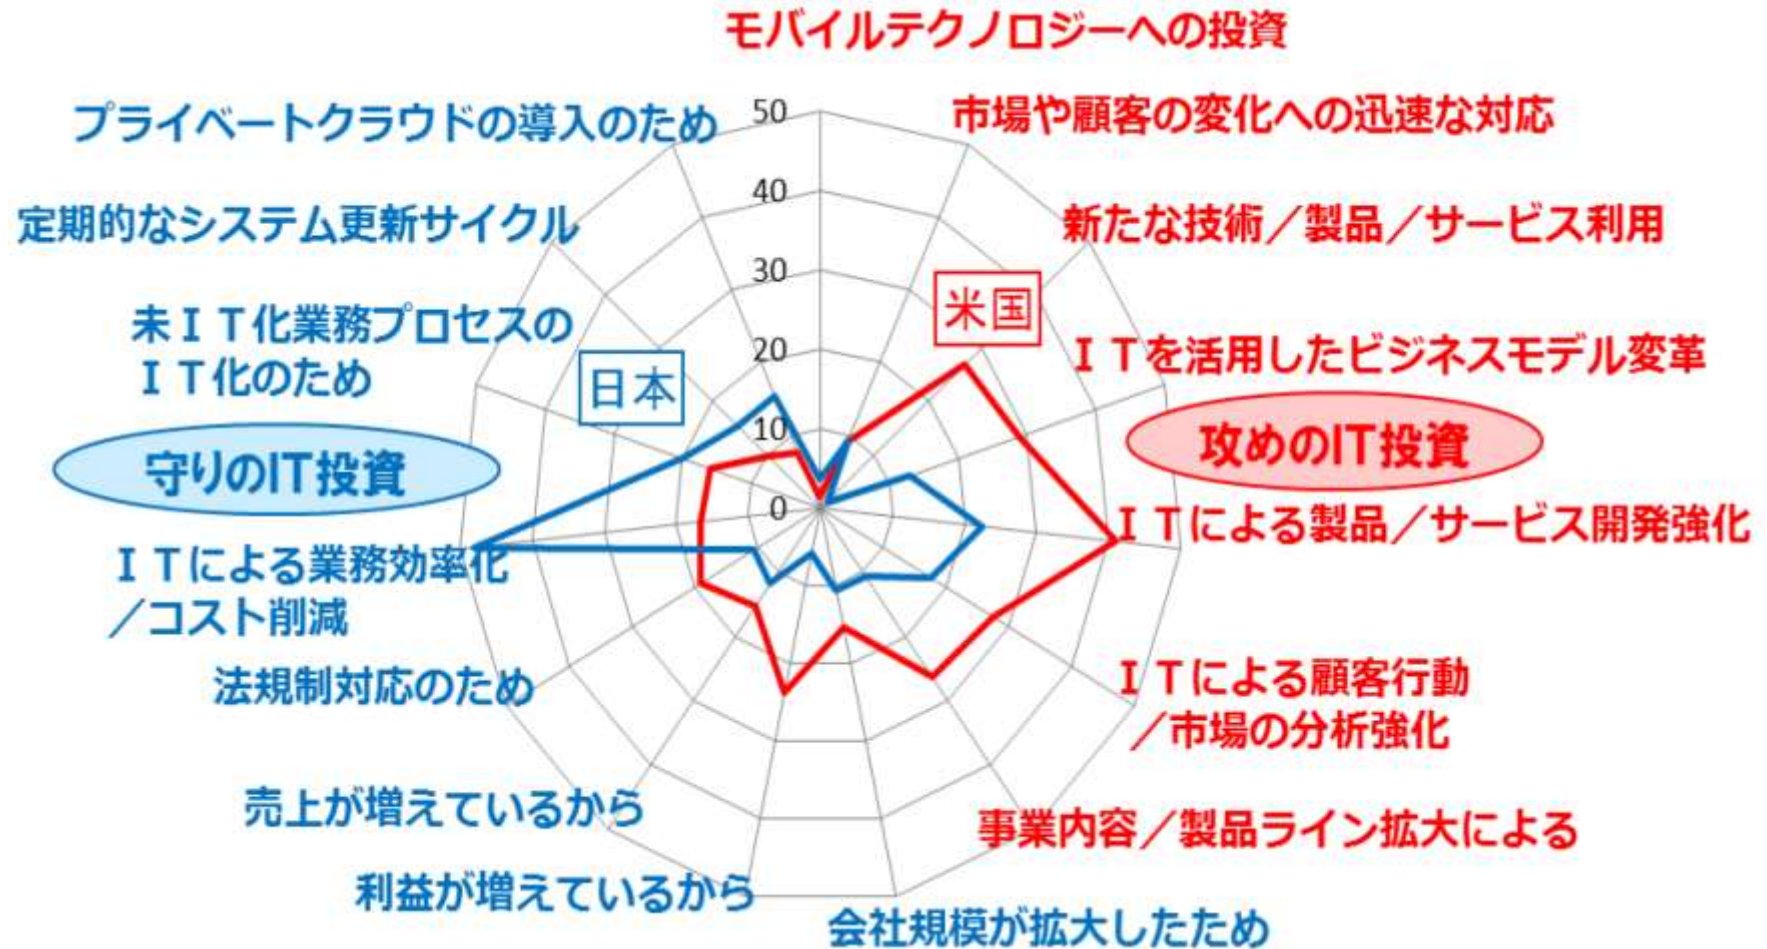 モバイルテクノロジーへの投資
プライベートクラウドの導入のため
50
市場や顧客の変化への迅速な対応
40
定期的なシステム更新サイクル
新たな技術／製品／サービス利用
30
米国
未ＩＴ化業務プロセスの
ＩＴ化のため
20
日本
ＩＴを活用したビジネスモデル変革
10
守りのIT投資
攻めのIT投資
0
ＩＴによる製品／サービス開発強化
ＩＴによる業務効率化
／コスト削減
法規制対応のため
ＩＴによる顧客行動
／市場の分析強化
売上が増えているから
事業内容／製品ライン拡大による
利益が増えているから
会社規模が拡大したため